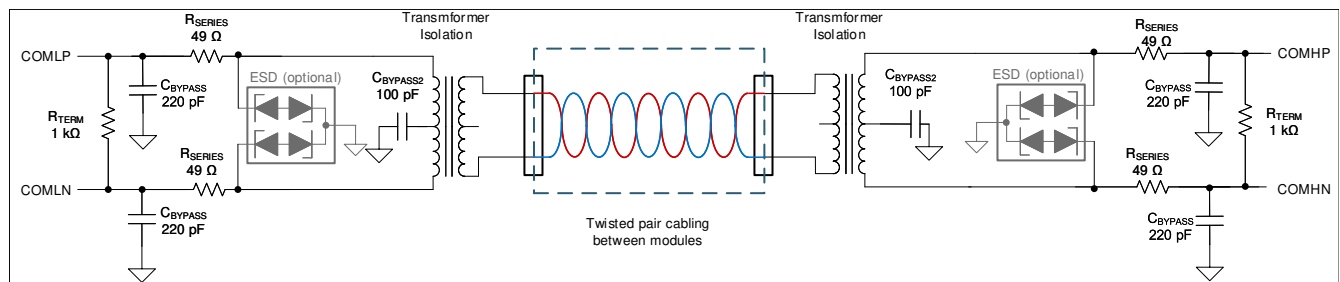 Transmformer
Isolation
Transmformer
Isolation
RSERIES
49 Ω
RSERIES
49 Ω
COMLP
COMHP
ESD (optional)
ESD (optional)
CBYPASS
220 pF
CBYPASS2
100 pF
CBYPASS2
100 pF
CBYPASS
220 pF
RTERM
1 kΩ
RTERM
1 kΩ
RSERIES
49 Ω
RSERIES
49 Ω
COMLN
COMHN
CBYPASS
220 pF
Twisted pair cabling
between modules
CBYPASS
220 pF